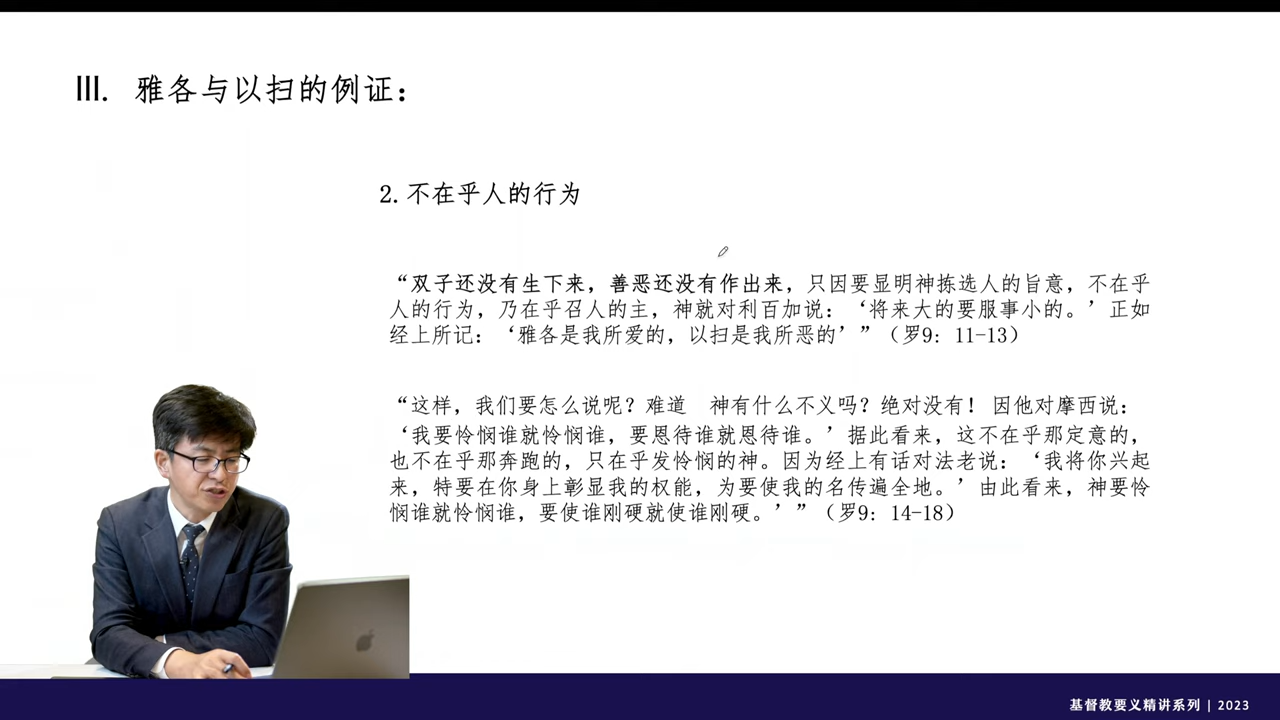 III. 雅各与以扫的例证：
2. 不在乎人的行为
“双子还没有生下来，善恶还没有作出来，只因要显明神拣选人的旨意，不在乎
人的行为，乃在乎召人的主，神就对利百加说：‘将来大的要服事小的。’正如
经上所记：‘雅各是我所爱的，以扫是我所恶的’”（罗9：11-13）
“这样，我们要怎么说呢？难道　神有什么不义吗？绝对没有！ 因他对摩西说：
‘我要怜悯谁就怜悯谁，要恩待谁就恩待谁。’据此看来，这不在乎那定意的，
也不在乎那奔跑的，只在乎发怜悯的神。因为经上有话对法老说：‘我将你兴起
来，特要在你身上彰显我的权能，为要使我的名传遍全地。’由此看来，神要怜
悯谁就怜悯谁，要使谁刚硬就使谁刚硬。’”（罗9：14-18）
基督教要义精讲系列 | 2023